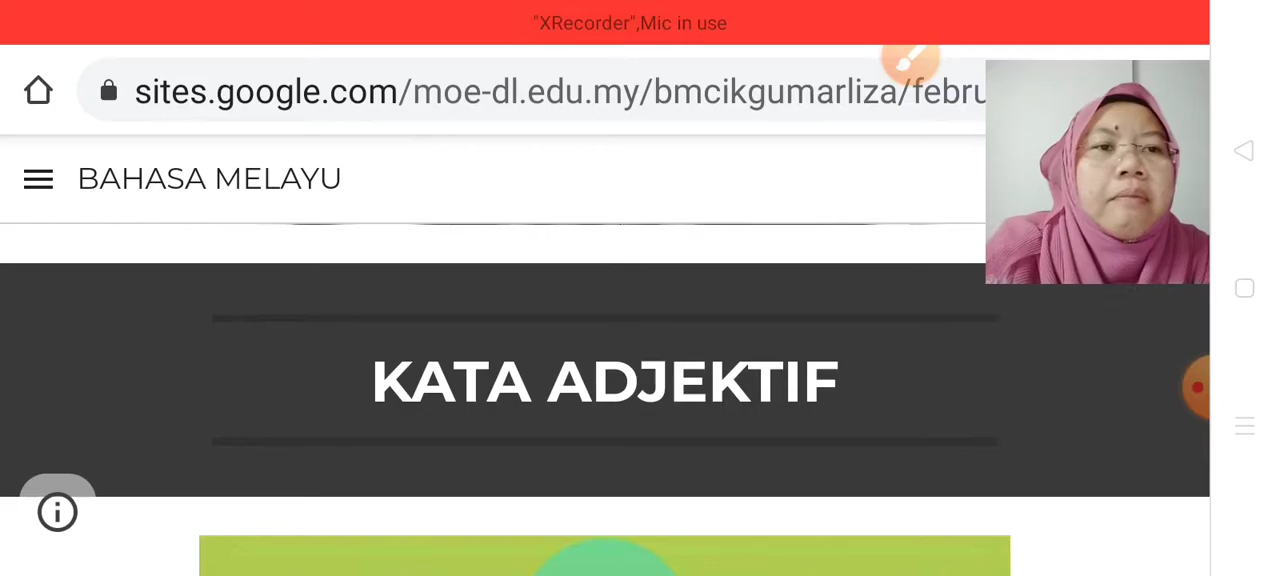 "XRecorder",Mic in use
sites.google.com/moe-dl.edu.my/bmcikgumarliza/febru
BAHASA MELAYU
KATA ADJEKTIF